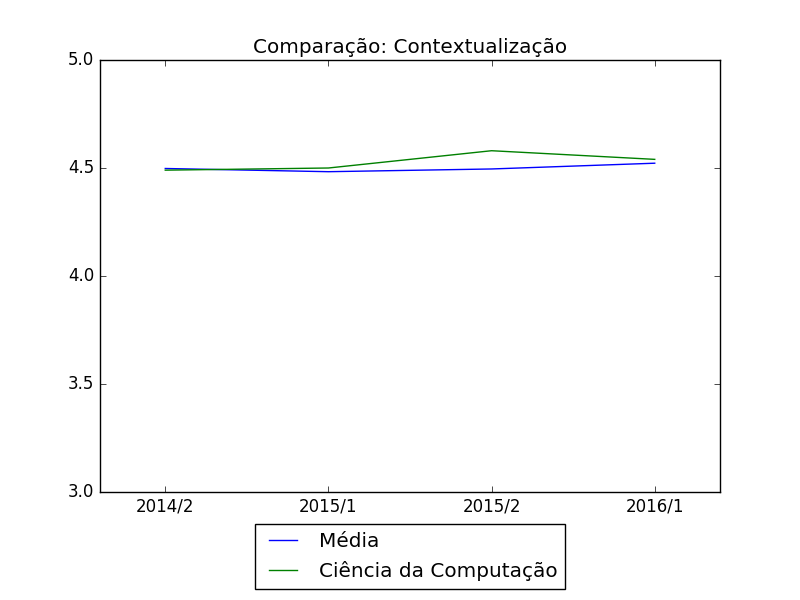 Comparação: Contextualização
5.0
4.5
4.0
3.5
3.0
2014/2 2015/1 2015/2 2016/1
Média
Ciência da Computação